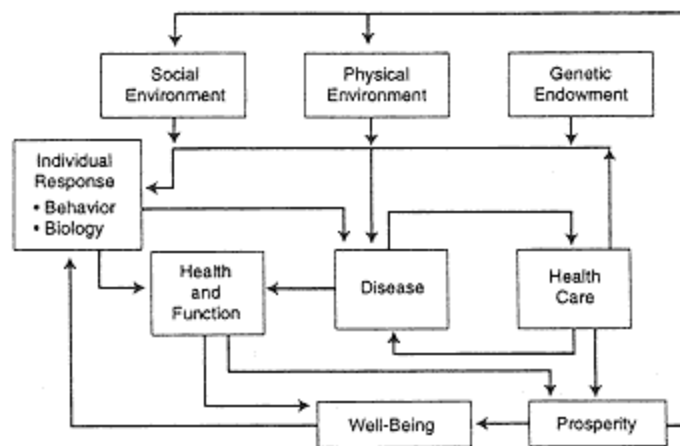 Social
Environment
Physical
Environment
Genetic
Endowment
Individual
Response
• Behavior
• Biology
Health
and
Function
Disease
Health
Care
Well-Being
Prosperity